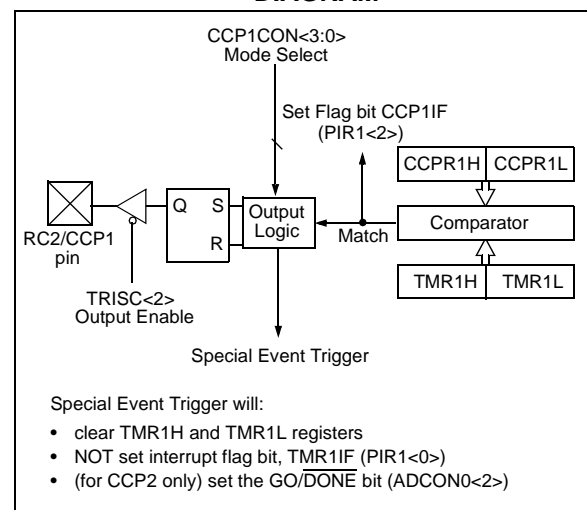 CCP1CON<3:0>
Mode Select
Set Flag bit CCP1IF
(PIR1<2>)
CCPR1H CCPR1L
Q S
R
Output
Logic
Match
Comparator
RC2/CCP1
pin
TRISC<2>
Output Enable
TMR1H TMR1L
Special Event Trigger
Special Event Trigger will:
• clear TMR1H and TMR1L registers
• NOT set interrupt flag bit, TMR1IF (PIR1<0>)
• (for CCP2 only) set the GO/DONE bit (ADCON0<2>)